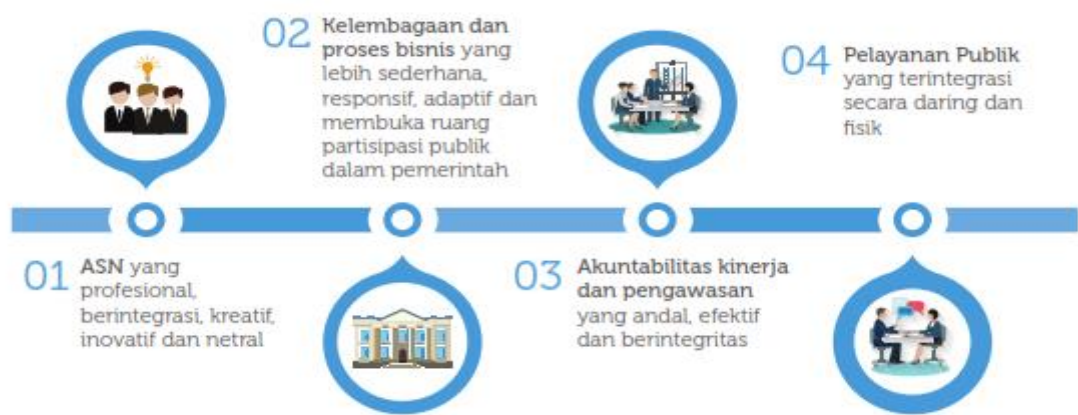 01
ASN yang
profesional,
berintegrasi, kreatif,
inovatif dan netral
02
Kelembagaan dan
proses bisnis yang
lebih sederhana,
responsif, adaptif dan
membuka ruang
partisipasi publik
dalam pemerintah
03
Akuntabilitas kinerja
dan pengawasan
yang andal, efektif
dan berintegritas
04
Pelayanan Publik
yang terintegrasi
secara daring dan
fisik